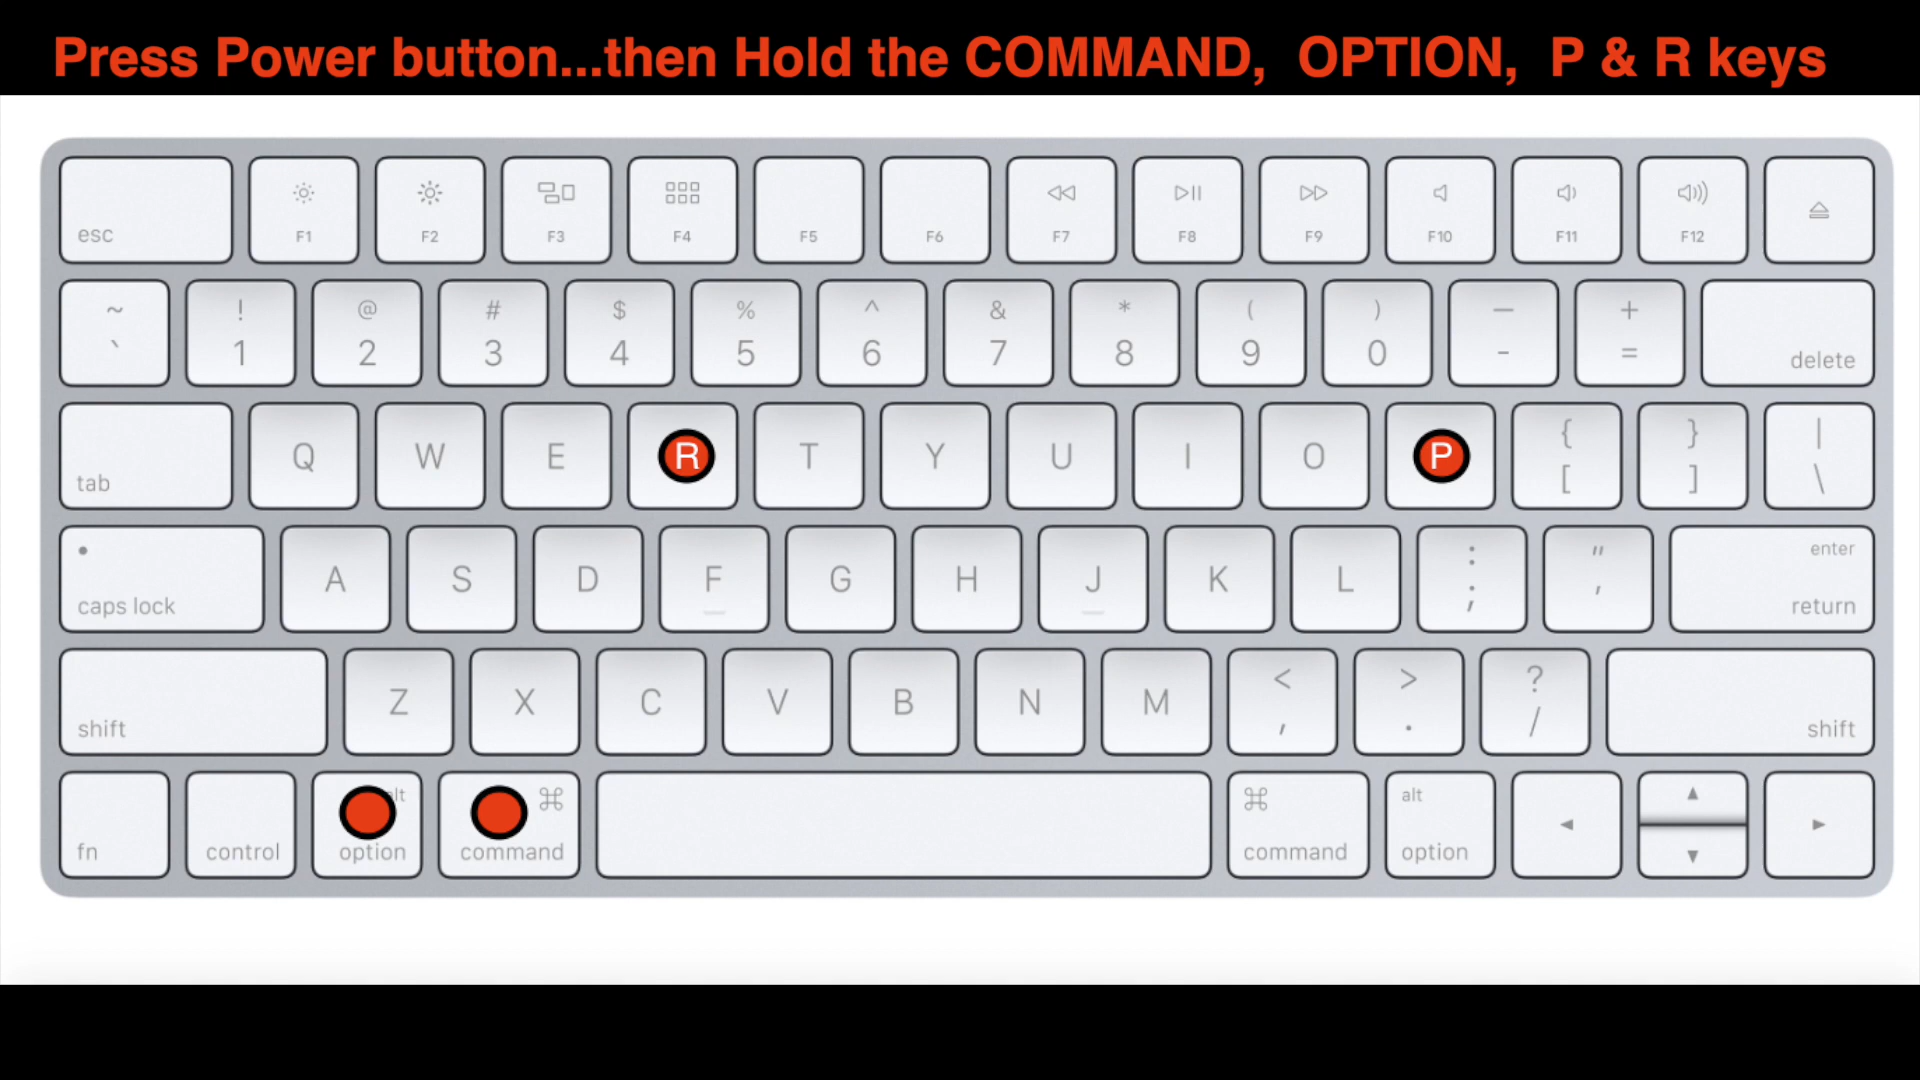 Press Power button...then Hold the COMMAND, OPTION, P & R keys
esc F1 F2 F3 F4 F5 F6 F7 F8 F9 F10 F11 F12
~ ! @ # $ % ^ & * ( ) — +
` 1 2 3 4 5 6 7 8 9 0 - = delete
tab Q W E R T Y U I O P { [ } ] | \
caps lock A S D F G H J K L : ; " ' enter return
shift Z X C V B N M < , > . ? / shift
fn control option command ⌘ ⌘ command alt option ◀ ▲ ▼ ▶